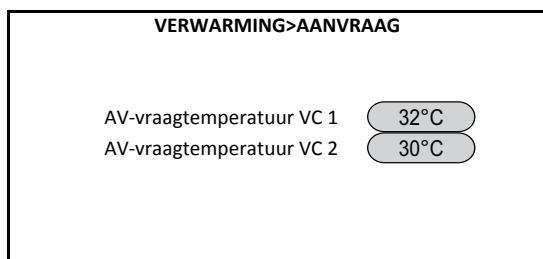 VERWARMING>AANVRAAG
AV-vraagtemperatuur VC 1 32°C
AV-vraagtemperatuur VC 2 30°C